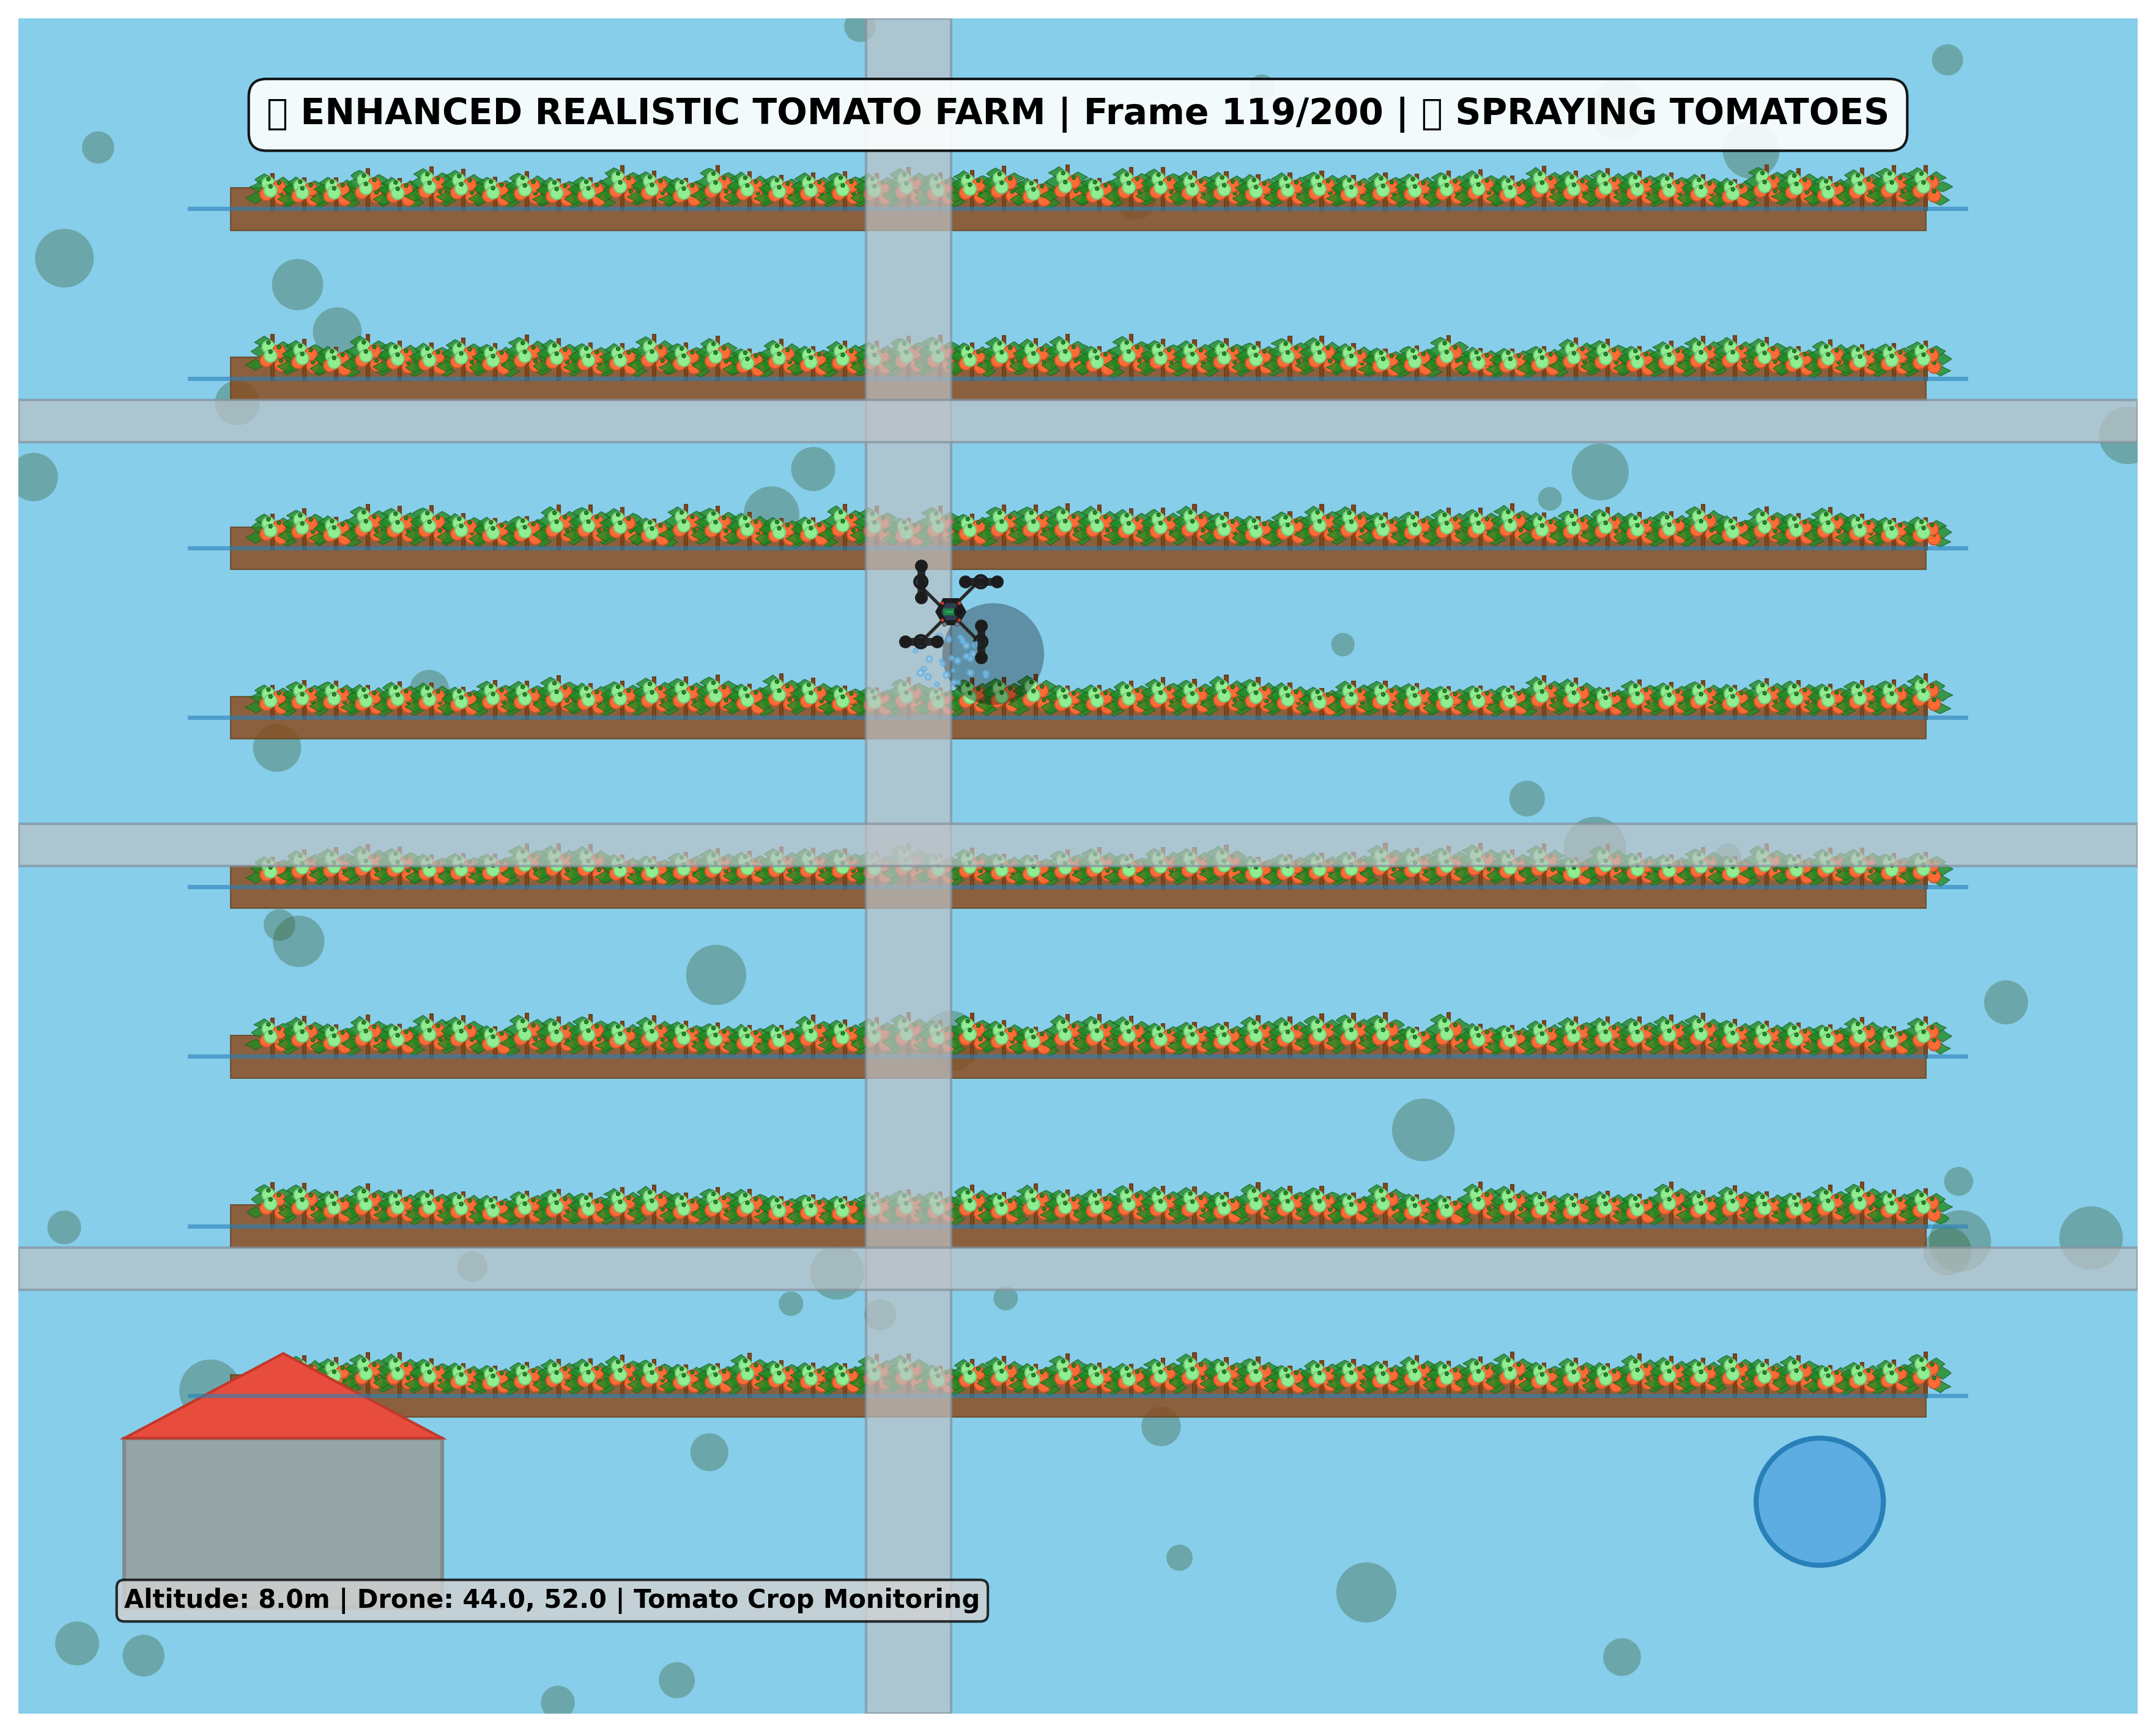 ▯ ENHANCED REALISTIC TOMATO FARM | Frame 119/200 | ▯ SPRAYING TOMATOES
Altitude: 8.0m | Drone: 44.0, 52.0 | Tomato Crop Monitoring